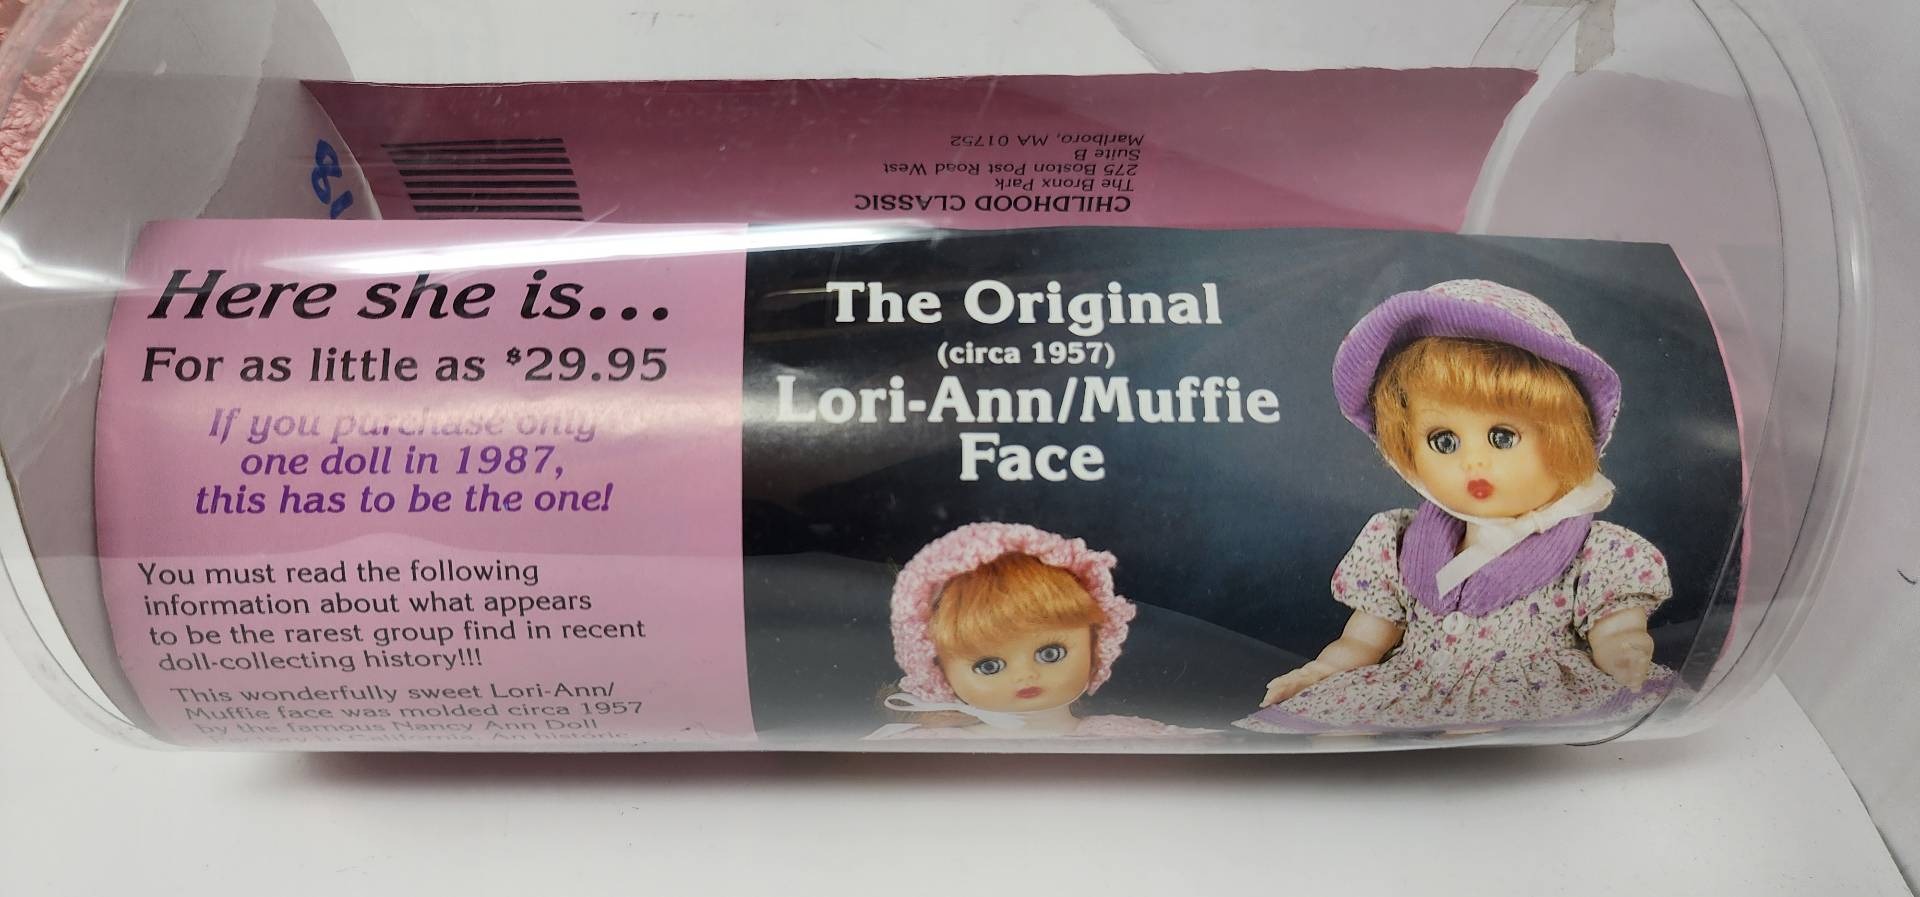 CHILDHOOD CLASSIC
The Bronx Park
275 Boston Post Road West
Suite B
Marlboro, MA 01752
Here she is...
For as little as $29.95
If you purchase only
one doll in 1987,
this has to be the one!
You must read the following
information about what appears
to be the rarest group find in recent
doll-collecting history!!!
This wonderfully sweet Lori-Ann/
Muffie face was molded circa 1957
by the famous Nancy Ann Doll
The Original
(circa 1957)
Lori-Ann/Muffie
Face